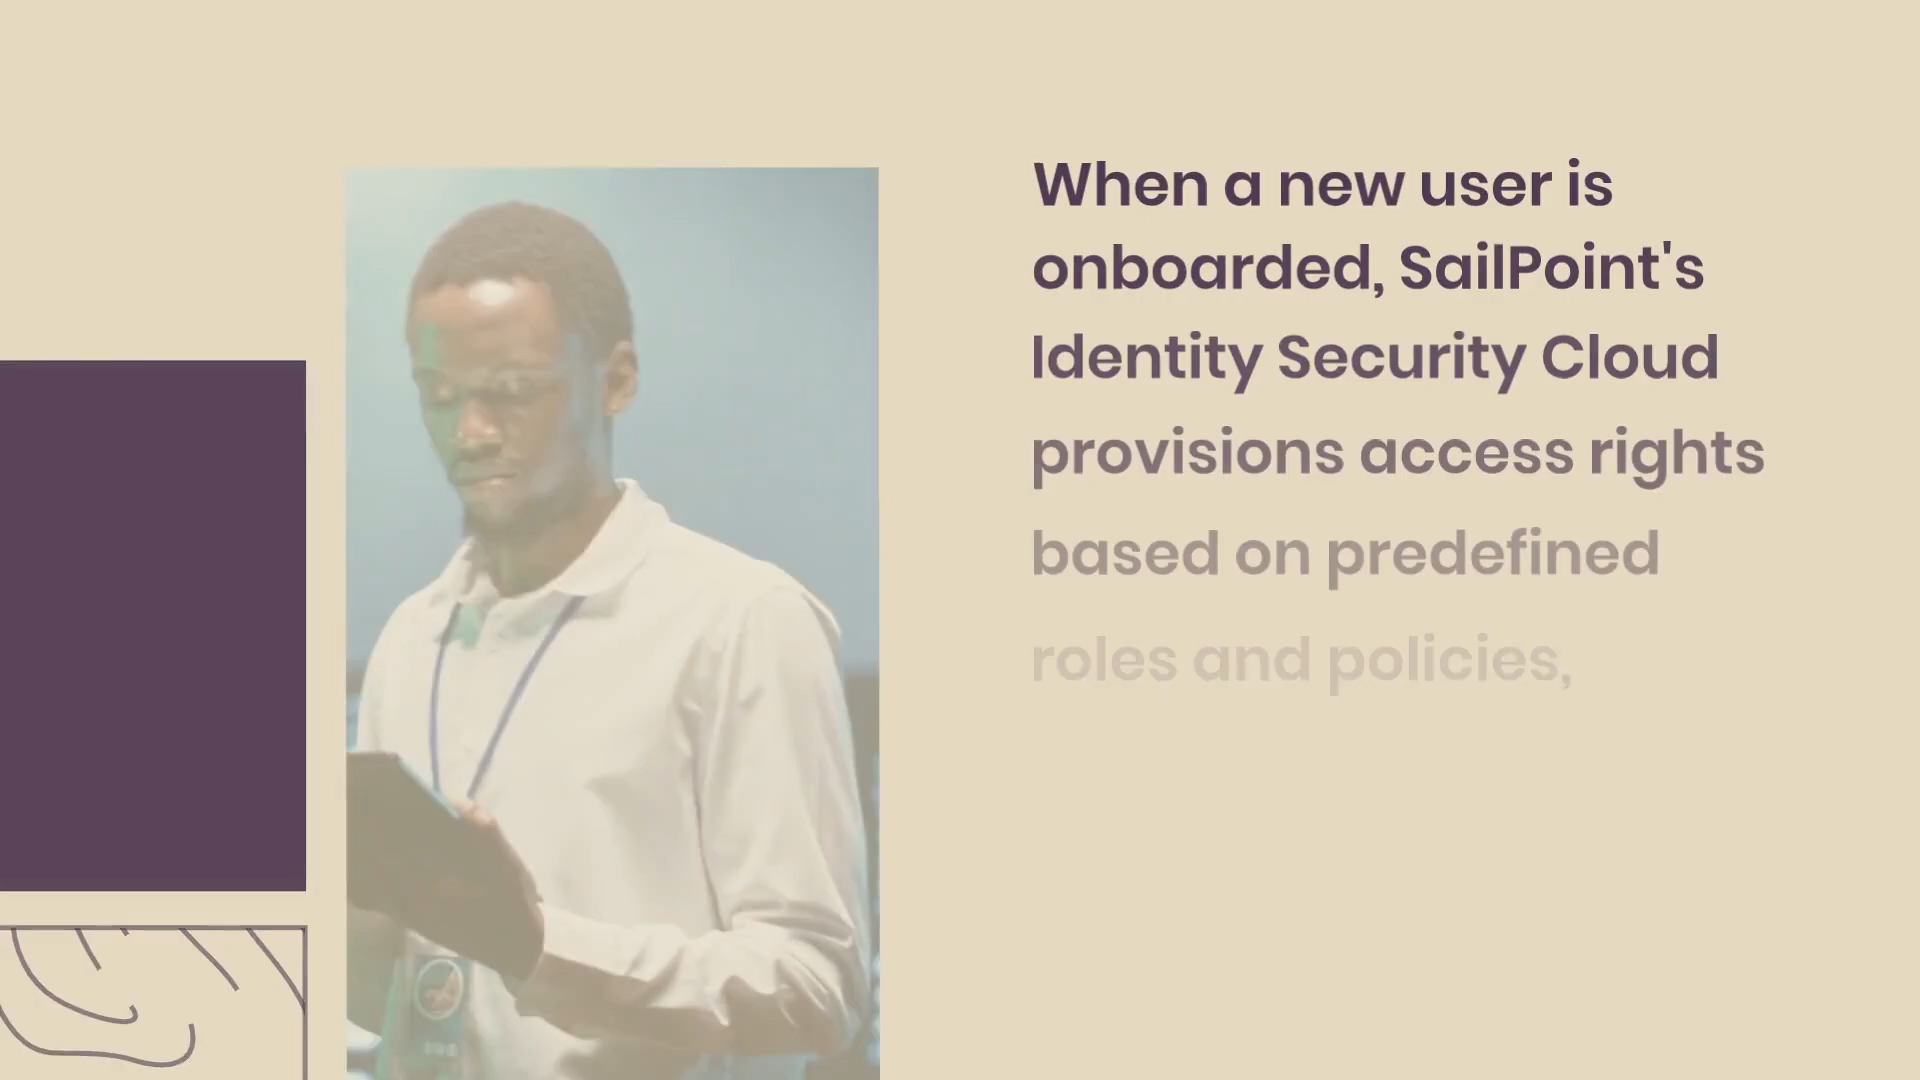 When a new user is
onboarded, SailPoint's
Identity Security Cloud
provisions access rights
based on predefined
roles and policies,